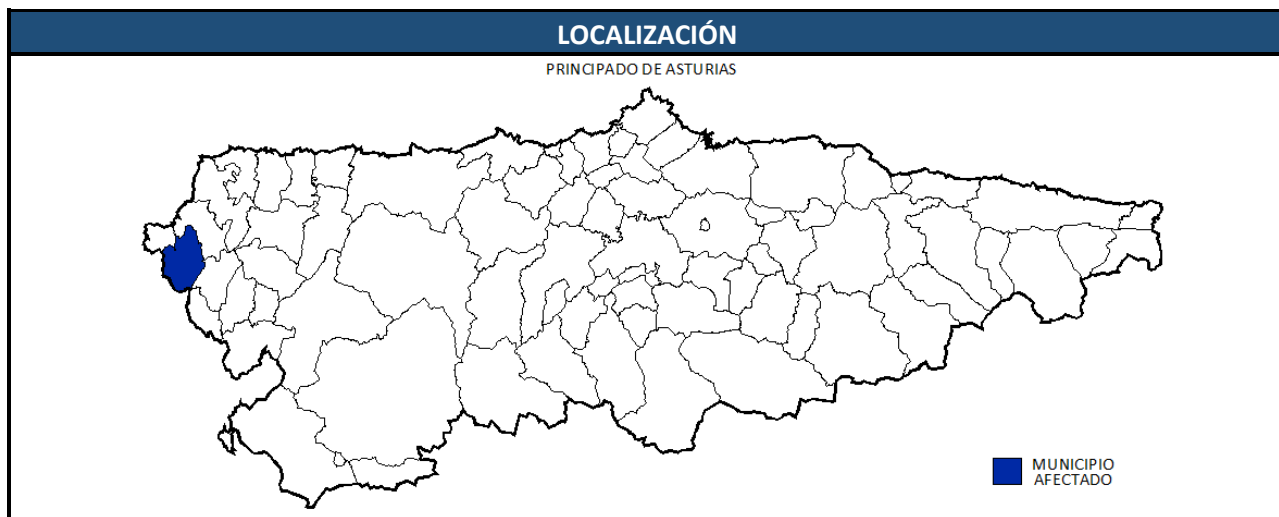 LOCALIZACIÓN
PRINCIPADO DE ASTURIAS
MUNICIPIO
AFECTADO